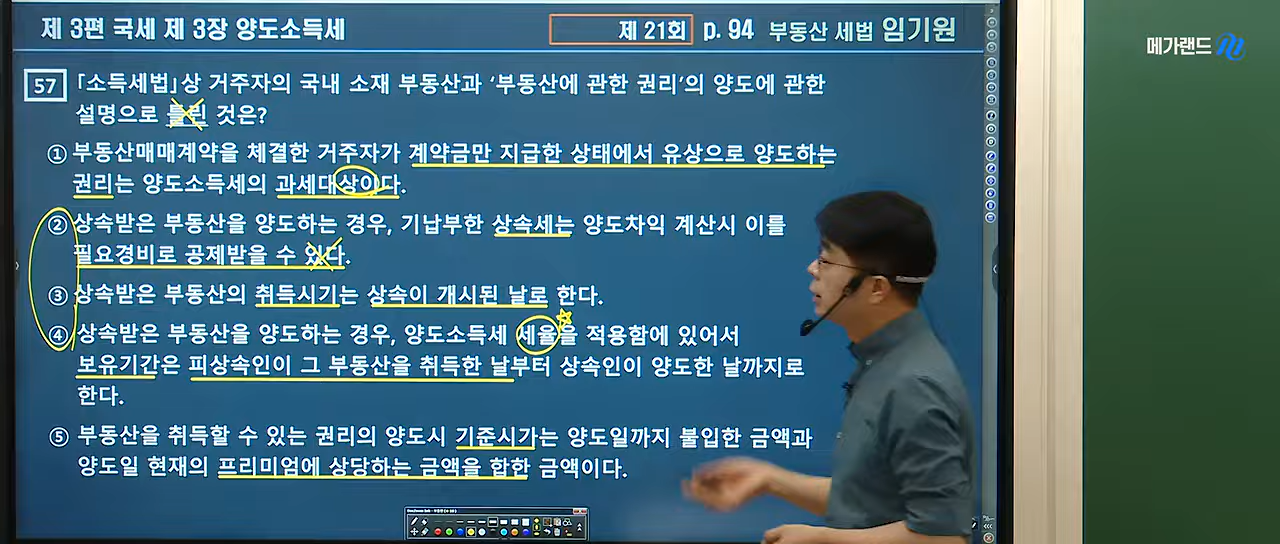 제 3편 국세 제 3장 양도소득세
제 21회 p. 94 부동산 세법 임기원
메가랜드
57 「소득세법」상 거주자의 국내 소재 부동산과 '부동산에 관한 권리'의 양도에 관한
설명으로 틀린 것은?
① 부동산매매계약을 체결한 거주자가 계약금만 지급한 상태에서 유상으로 양도하는
권리는 양도소득세의 과세대상이다.
② 상속받은 부동산을 양도하는 경우, 기납부한 상속세는 양도차익 계산시 이를
필요경비로 공제받을 수 있다.
③ 상속받은 부동산의 취득시기는 상속이 개시된 날로 한다.
④ 상속받은 부동산을 양도하는 경우, 양도소득세 세율을 적용함에 있어서
보유기간은 피상속인이 그 부동산을 취득한 날부터 상속인이 양도한 날까지로
한다.
⑤ 부동산을 취득할 수 있는 권리의 양도시 기준시가는 양도일까지 불입한 금액과
양도일 현재의 프리미엄에 상당하는 금액을 합한 금액이다.